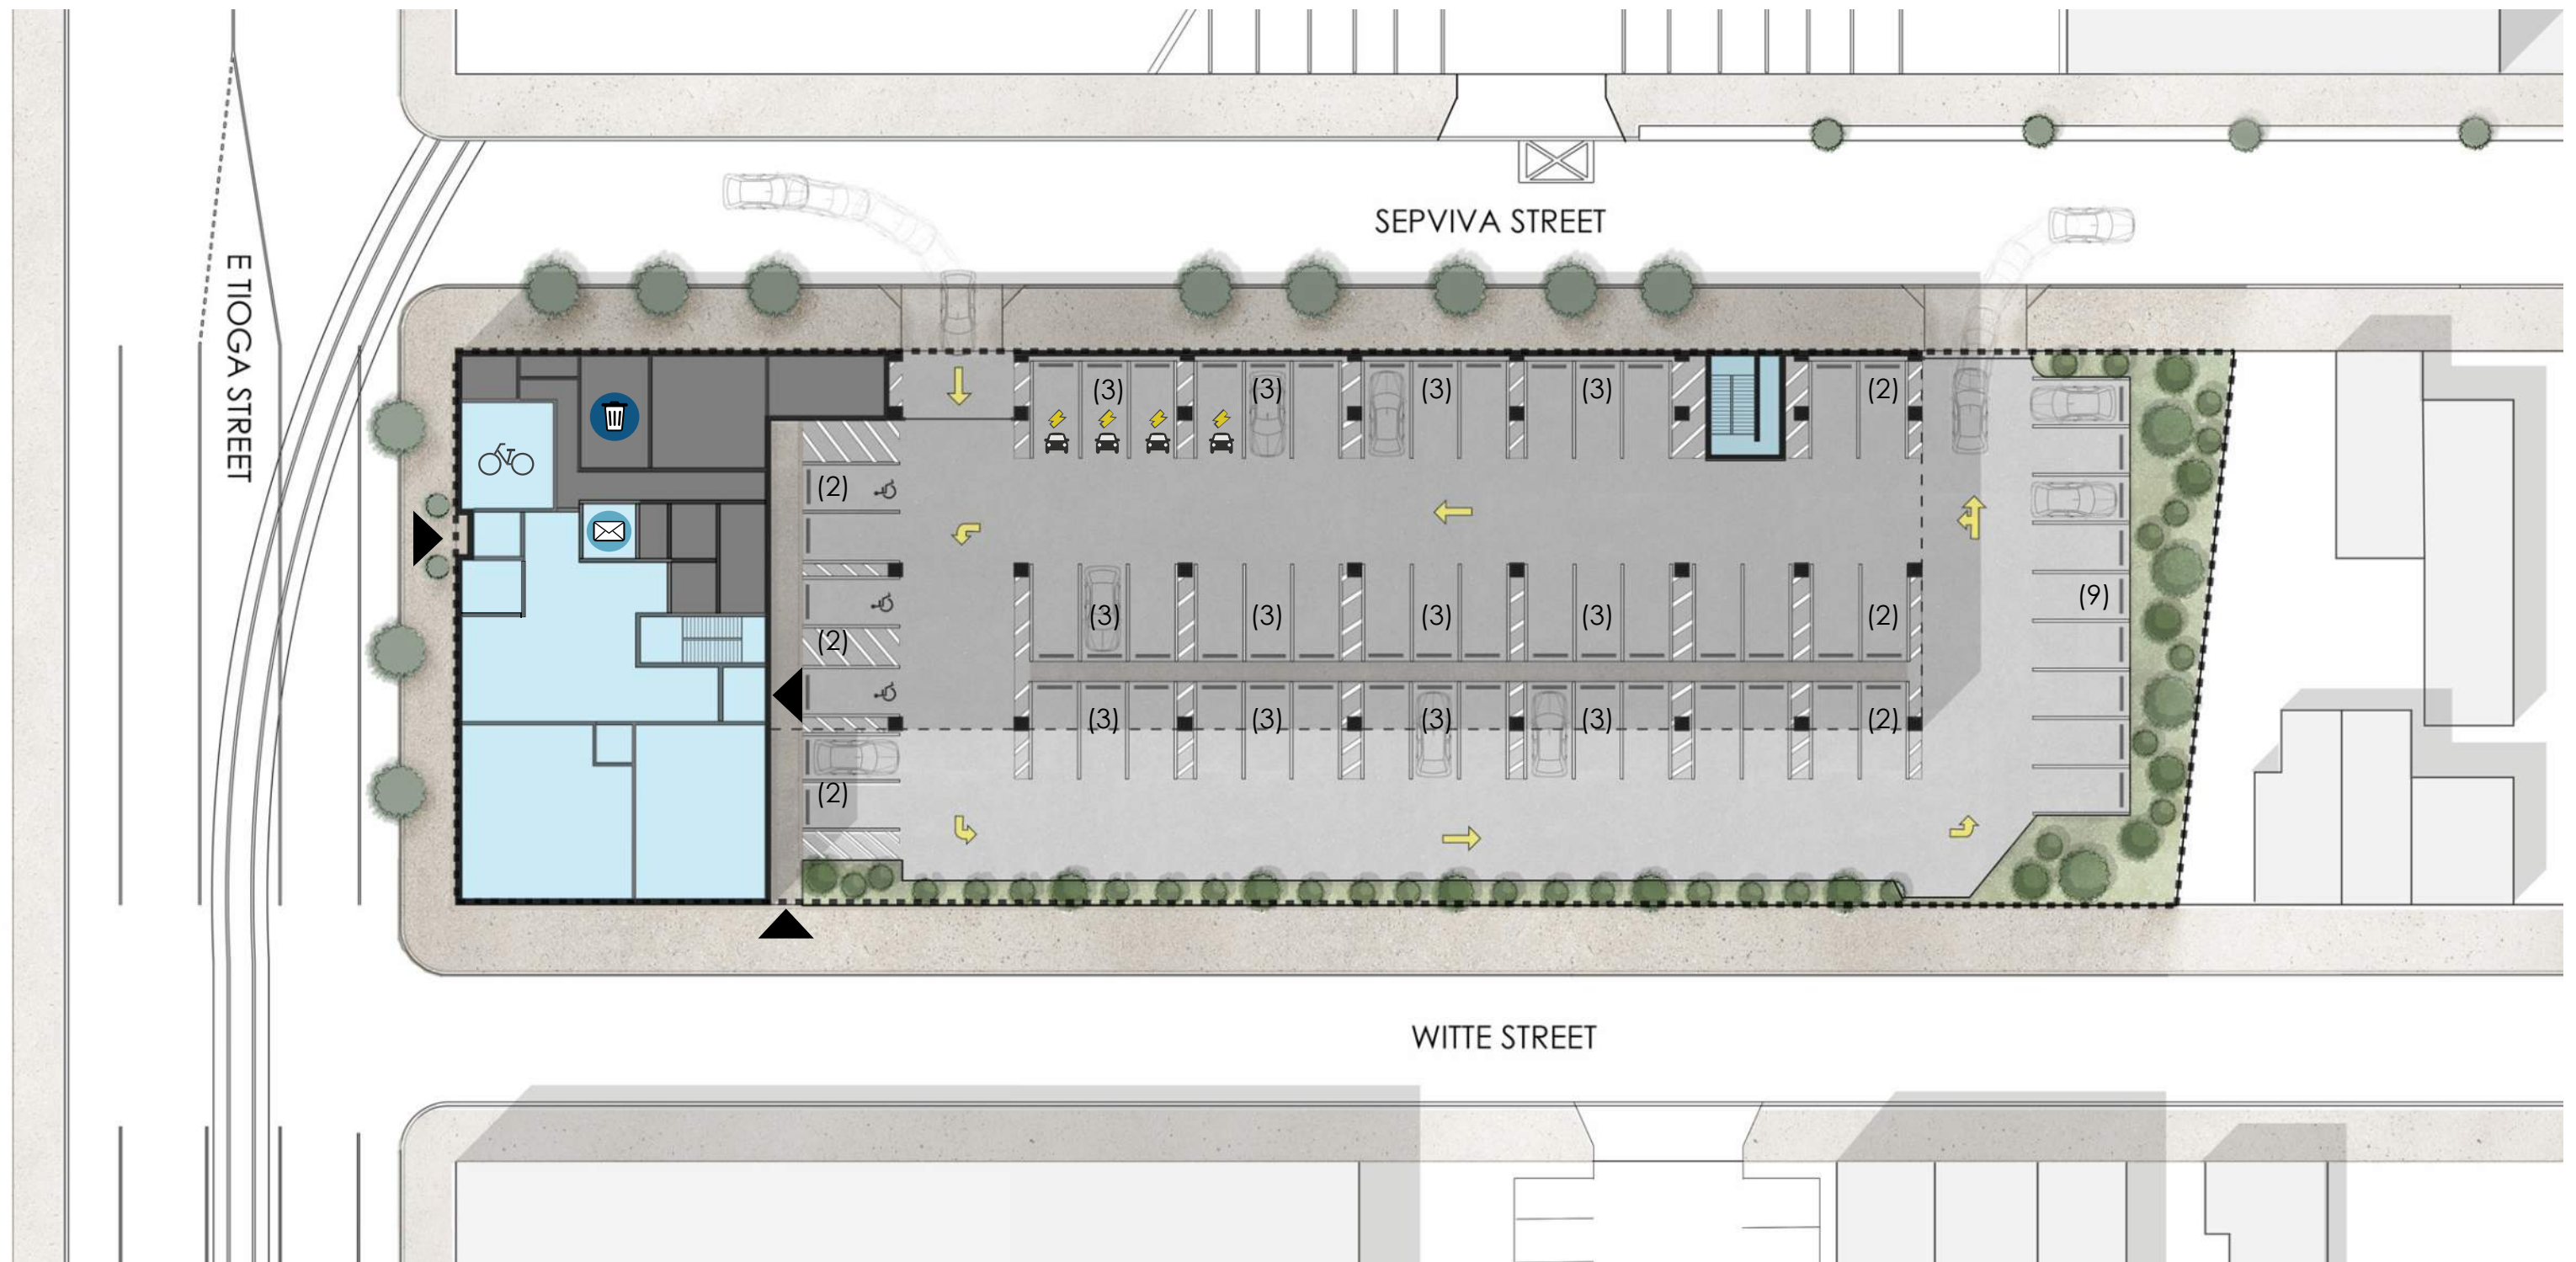 SEPVIVA STREET
E TIOGA STREET
(3) (3) (3) (3) (2)
(2)
(9)
(3) (3) (3) (3) (2)
(2)
(3) (3) (3) (3) (2)
(2)
WITTE STREET